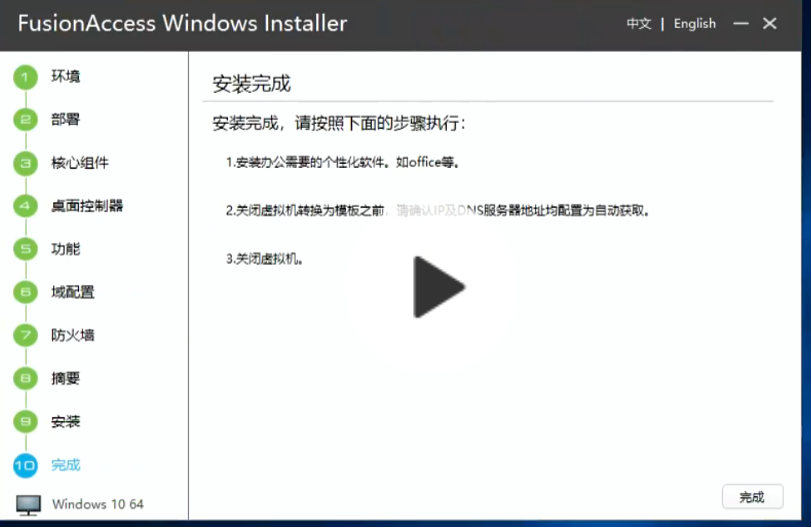 FusionAccess Windows Installer
中文 | English
1 环境
2 部署
3 核心组件
4 桌面控制器
5 功能
6 域配置
7 防火墙
8 摘要
9 安装
10 完成
Windows 10 64
安装完成
安装完成，请按照下面的步骤执行：
1.安装办公需要的个性化软件。如office等。
2.关闭虚拟机转换为模板之前，请确认IP及DNS服务器地址均配置为自动获取。
3.关闭虚拟机。
完成